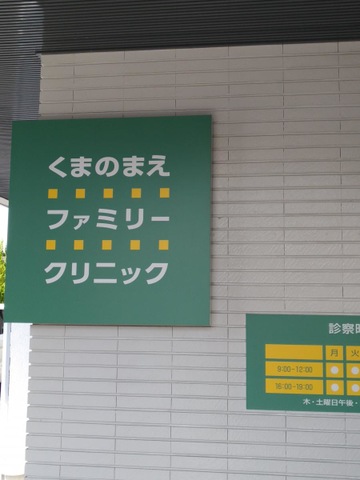 くまのまえ
ファミリー
クリニック
診察時
月 火
9:00-12:00
16:00-19:00
木・土曜日午後・